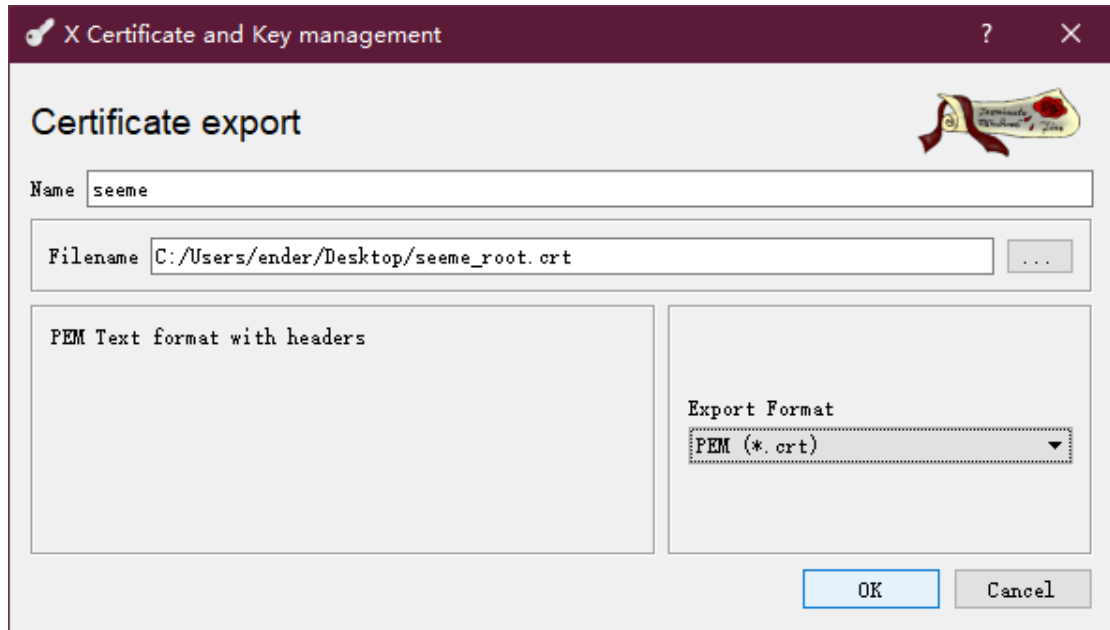 X Certificate and Key management
?
Certificate export
Name seeme
Filename C:/Users/ender/Desktop/seeme_root.crt ...
PEM Text format with headers
Export Format
PEM (*.crt)
OK Cancel